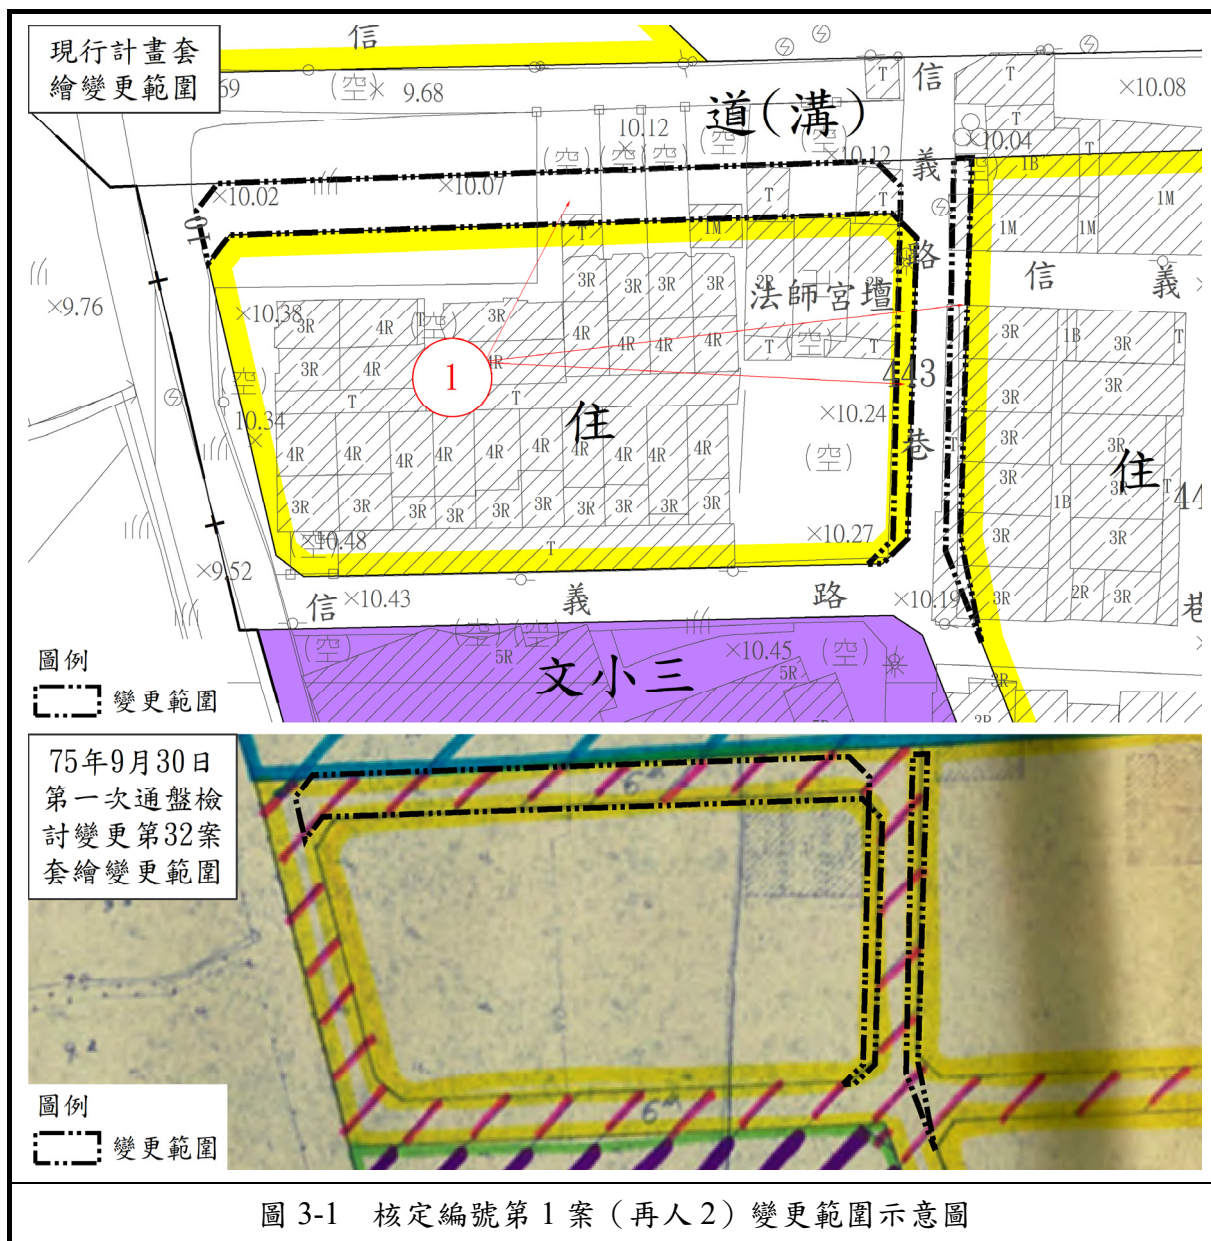 現行計畫套
繪變更範圍
信
(空)
9.68
信
×10.08
道(溝)
10.12
(空)
(空)
(空)
(空)
(空)
×10.12
×10.04
義
1B
T
T
T
×10.02
×10.07
10
T
T
T
1M
1M
1M
1M
路
信
義
法師宮壇
3R
3R
3R
3R
×9.76
×10.38
3R
4R
T
(空)
3R
4R
4R
4R
4R
3R
1B
3R
T
3R
4R
4R
T
T
(空)
1
443
(空)
T
T
3R
10.34
住
×10.24
巷
T
3R
3R
住
4R
4R
4R
4R
4R
4R
4R
4R
4R
(空)
3R
3R
T
1B
3R
3R
3R
3R
3R
3R
3R
3R
3R
3R
×10.27
3R
3R
×10.48
T
×9.52
信
×10.43
義
路
×10.19
3R
2R
3R
巷
(空)
(空)
(空)
5R
文小三
×10.45
(空)
5R
3R
3R
圖例
變更範圍
75年9月30日
第一次通盤檢
討變更第32案
套繪變更範圍
6m
6m
圖例
變更範圍
圖 3-1 核定編號第 1 案（再人 2）變更範圍示意圖